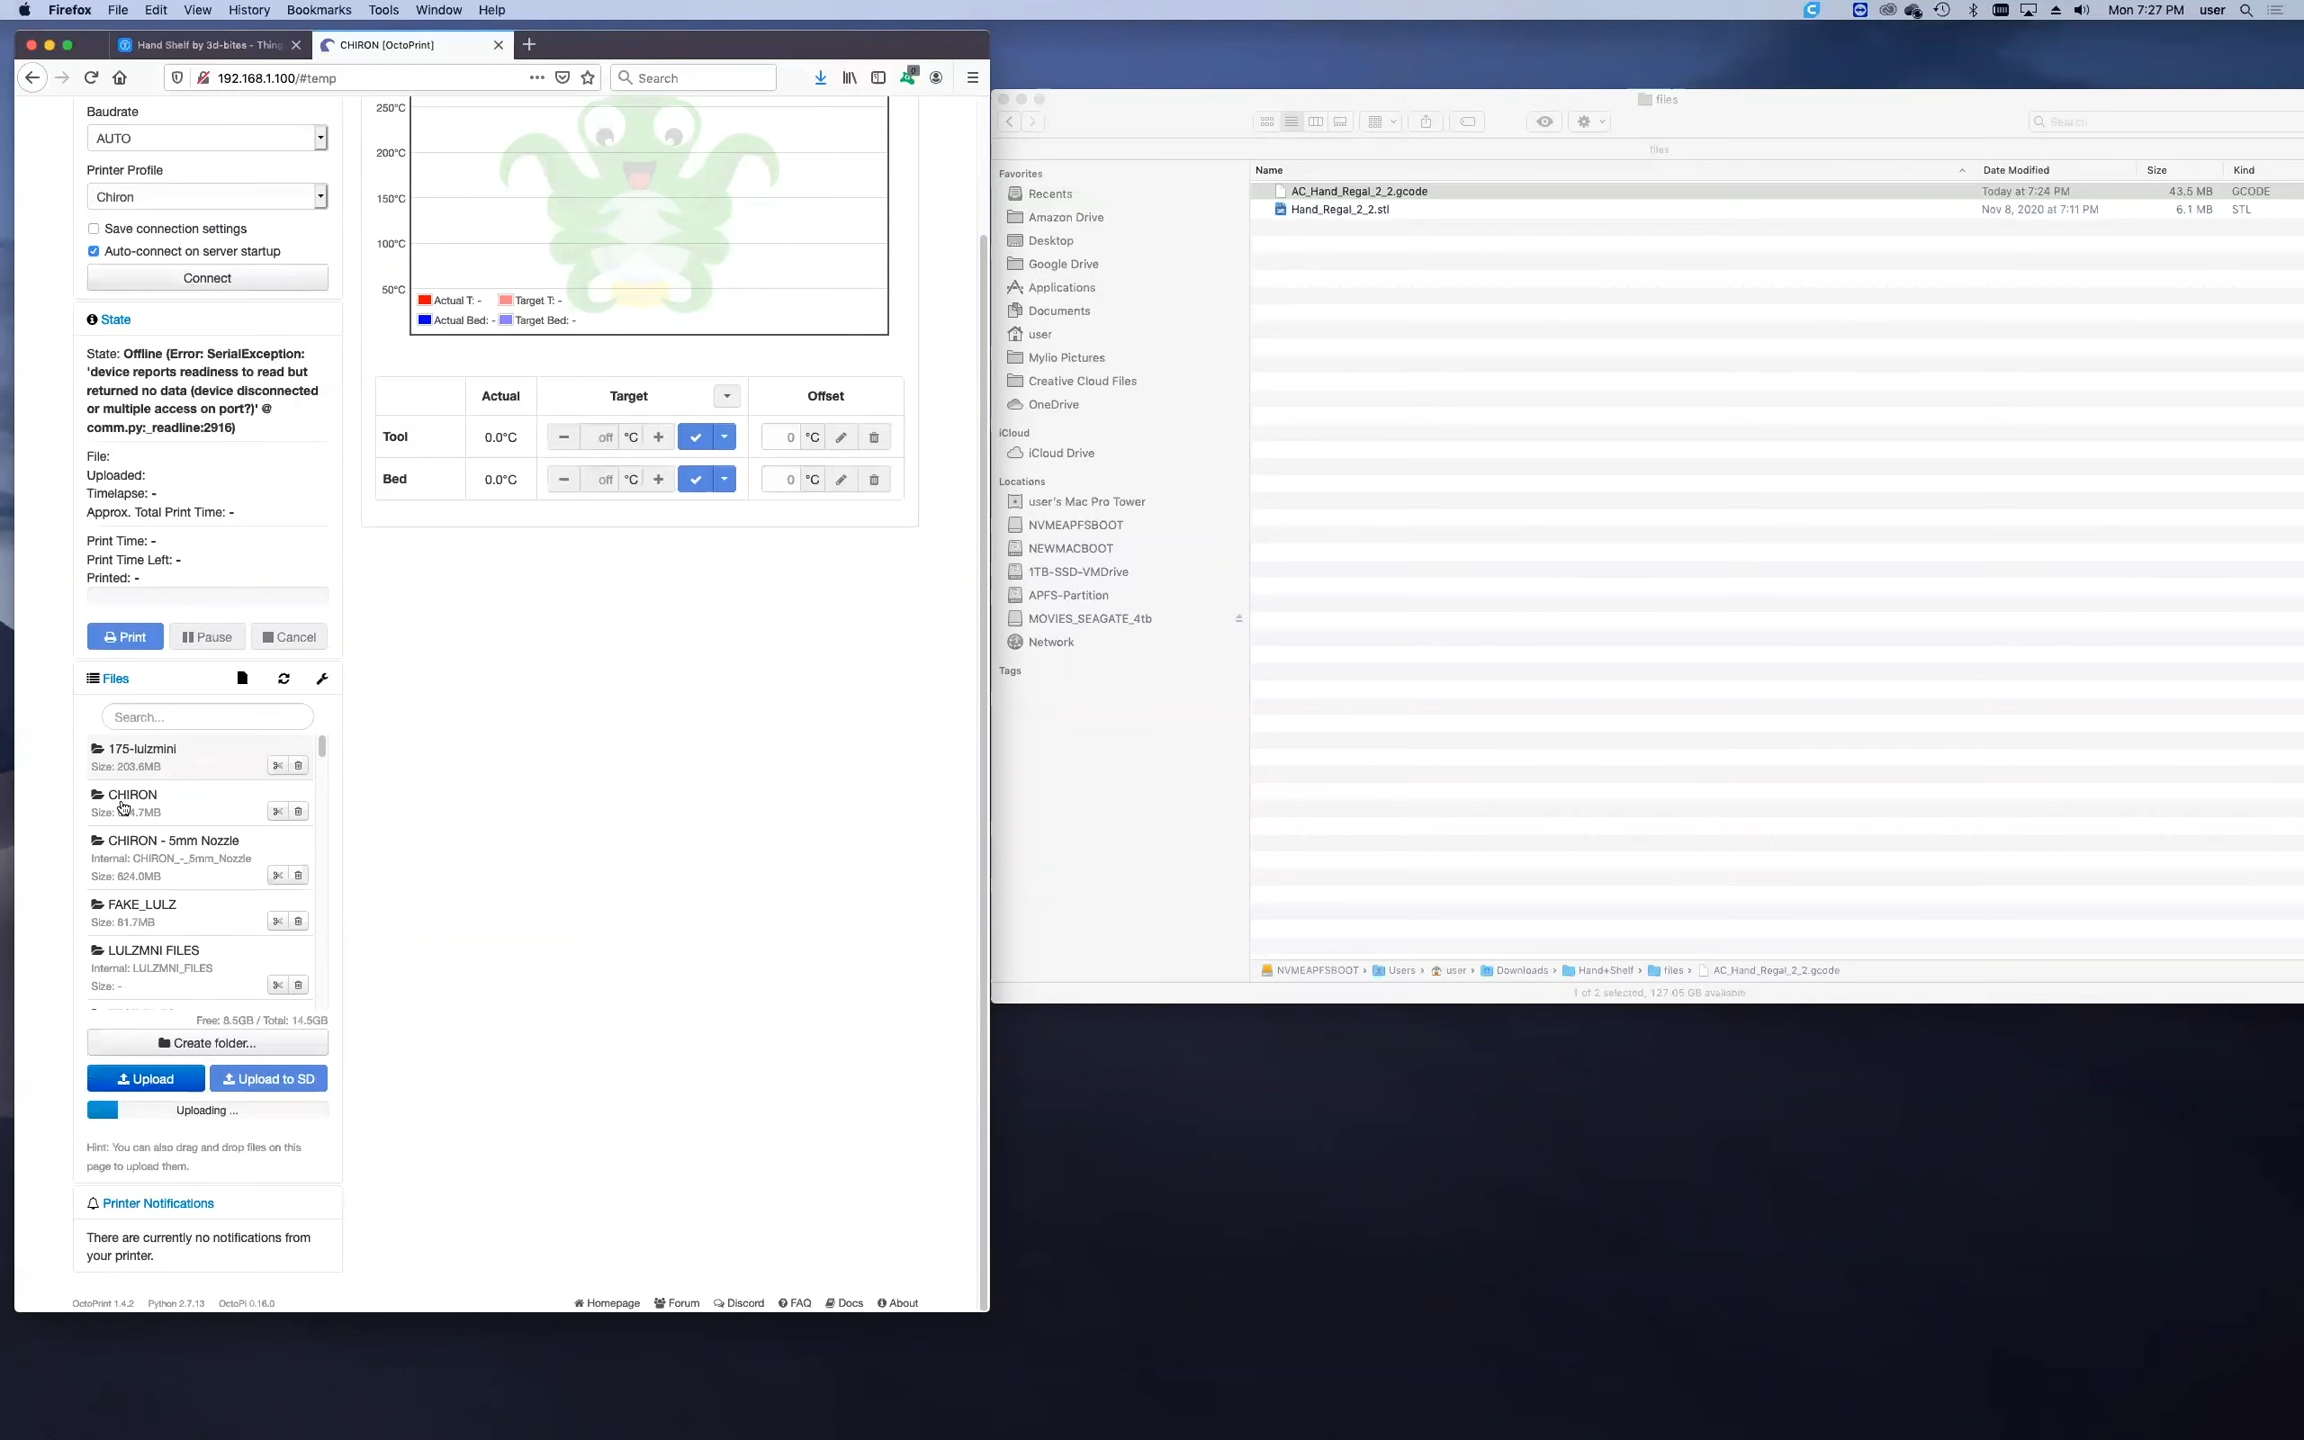 Firefox File Edit View History Bookmarks Tools Window Help
Mon 7:27 PM user
Hand Shelf by 3d-bites - Thing
CHIRON [OctoPrint]
192.168.1.100/#temp
Search
Baudrate
AUTO
Printer Profile
Chiron
Save connection settings
Auto-connect on server startup
Connect
State
State: Offline (Error: SerialException:
'device reports readiness to read but
returned no data (device disconnected
or multiple access on port?)' @
comm.py:_readline:2916)
File:
Uploaded:
Timelapse: -
Approx. Total Print Time: -
Print Time: -
Print Time Left: -
Printed: -
Print Pause Cancel
Files
Search...
175-lulzmini
Size: 203.6MB
CHIRON
Size:
CHIRON - 5mm Nozzle
Internal: CHIRON_-_5mm_Nozzle
Size: 624.0MB
FAKE_LULZ
Size: 81.7MB
LULZMNI FILES
Internal: LULZMNI_FILES
Size: -
Free: 8.5GB / Total: 14.5GB
Create folder...
Upload Upload to SD
Uploading ...
Hint: You can also drag and drop files on this
page to upload them.
Printer Notifications
There are currently no notifications from
your printer.
OctoPrint 1.4.2 Python 2.7.13 OctoPi 0.16.0
250°C
200°C
150°C
100°C
50°C
Actual T: - Target T: -
Actual Bed: - Target Bed: -
Actual Target Offset
Tool 0.0°C off °C 0 °C
Bed 0.0°C off °C 0 °C
Homepage Forum Discord FAQ Docs About
files
Search
files
Favorites
Recents
Amazon Drive
Desktop
Google Drive
Applications
Documents
user
Mylio Pictures
Creative Cloud Files
OneDrive
iCloud
iCloud Drive
Locations
user's Mac Pro Tower
NVMEAPFSBOOT
NEWMACBOOT
1TB-SSD-VMDrive
APFS-Partition
MOVIES_SEAGATE_4tb
Network
Tags
Name Date Modified Size Kind
AC_Hand_Regal_2_2.gcode Today at 7:24 PM 43.5 MB GCODE
Hand_Regal_2_2.stl Nov 8, 2020 at 7:11 PM 6.1 MB STL
NVMEAPFSBOOT › Users › user › Downloads › Hand+Shelf › files › AC_Hand_Regal_2_2.gcode
1 of 2 selected, 127.05 GB available